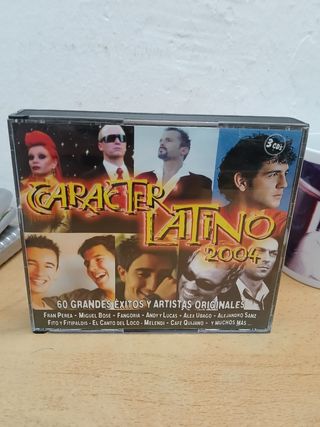 3 CDs
CARACTER
LATINO
2004
60 GRANDES ÉXITOS Y ARTISTAS ORIGINALES
FRAN PEREA - MIGUEL BOSÉ - FANGORIA - ANDY Y LUCAS - ALEX UBAGO - ALEJANDRO SANZ
FITO Y FITIPALDIS - EL CANTO DEL LOCO - MELENDI - CAFÉ QUIJANO - Y MUCHOS MÁS...